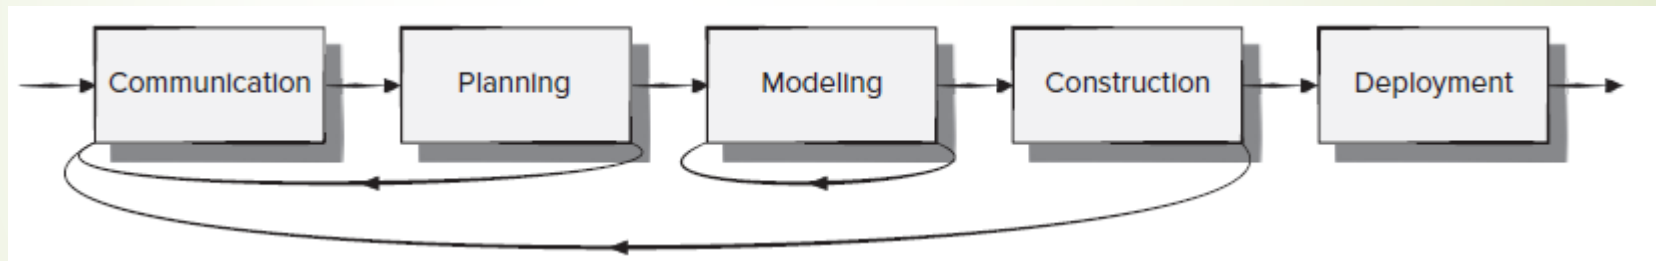 Communication
Planning
Modeling
Construction
Deployment